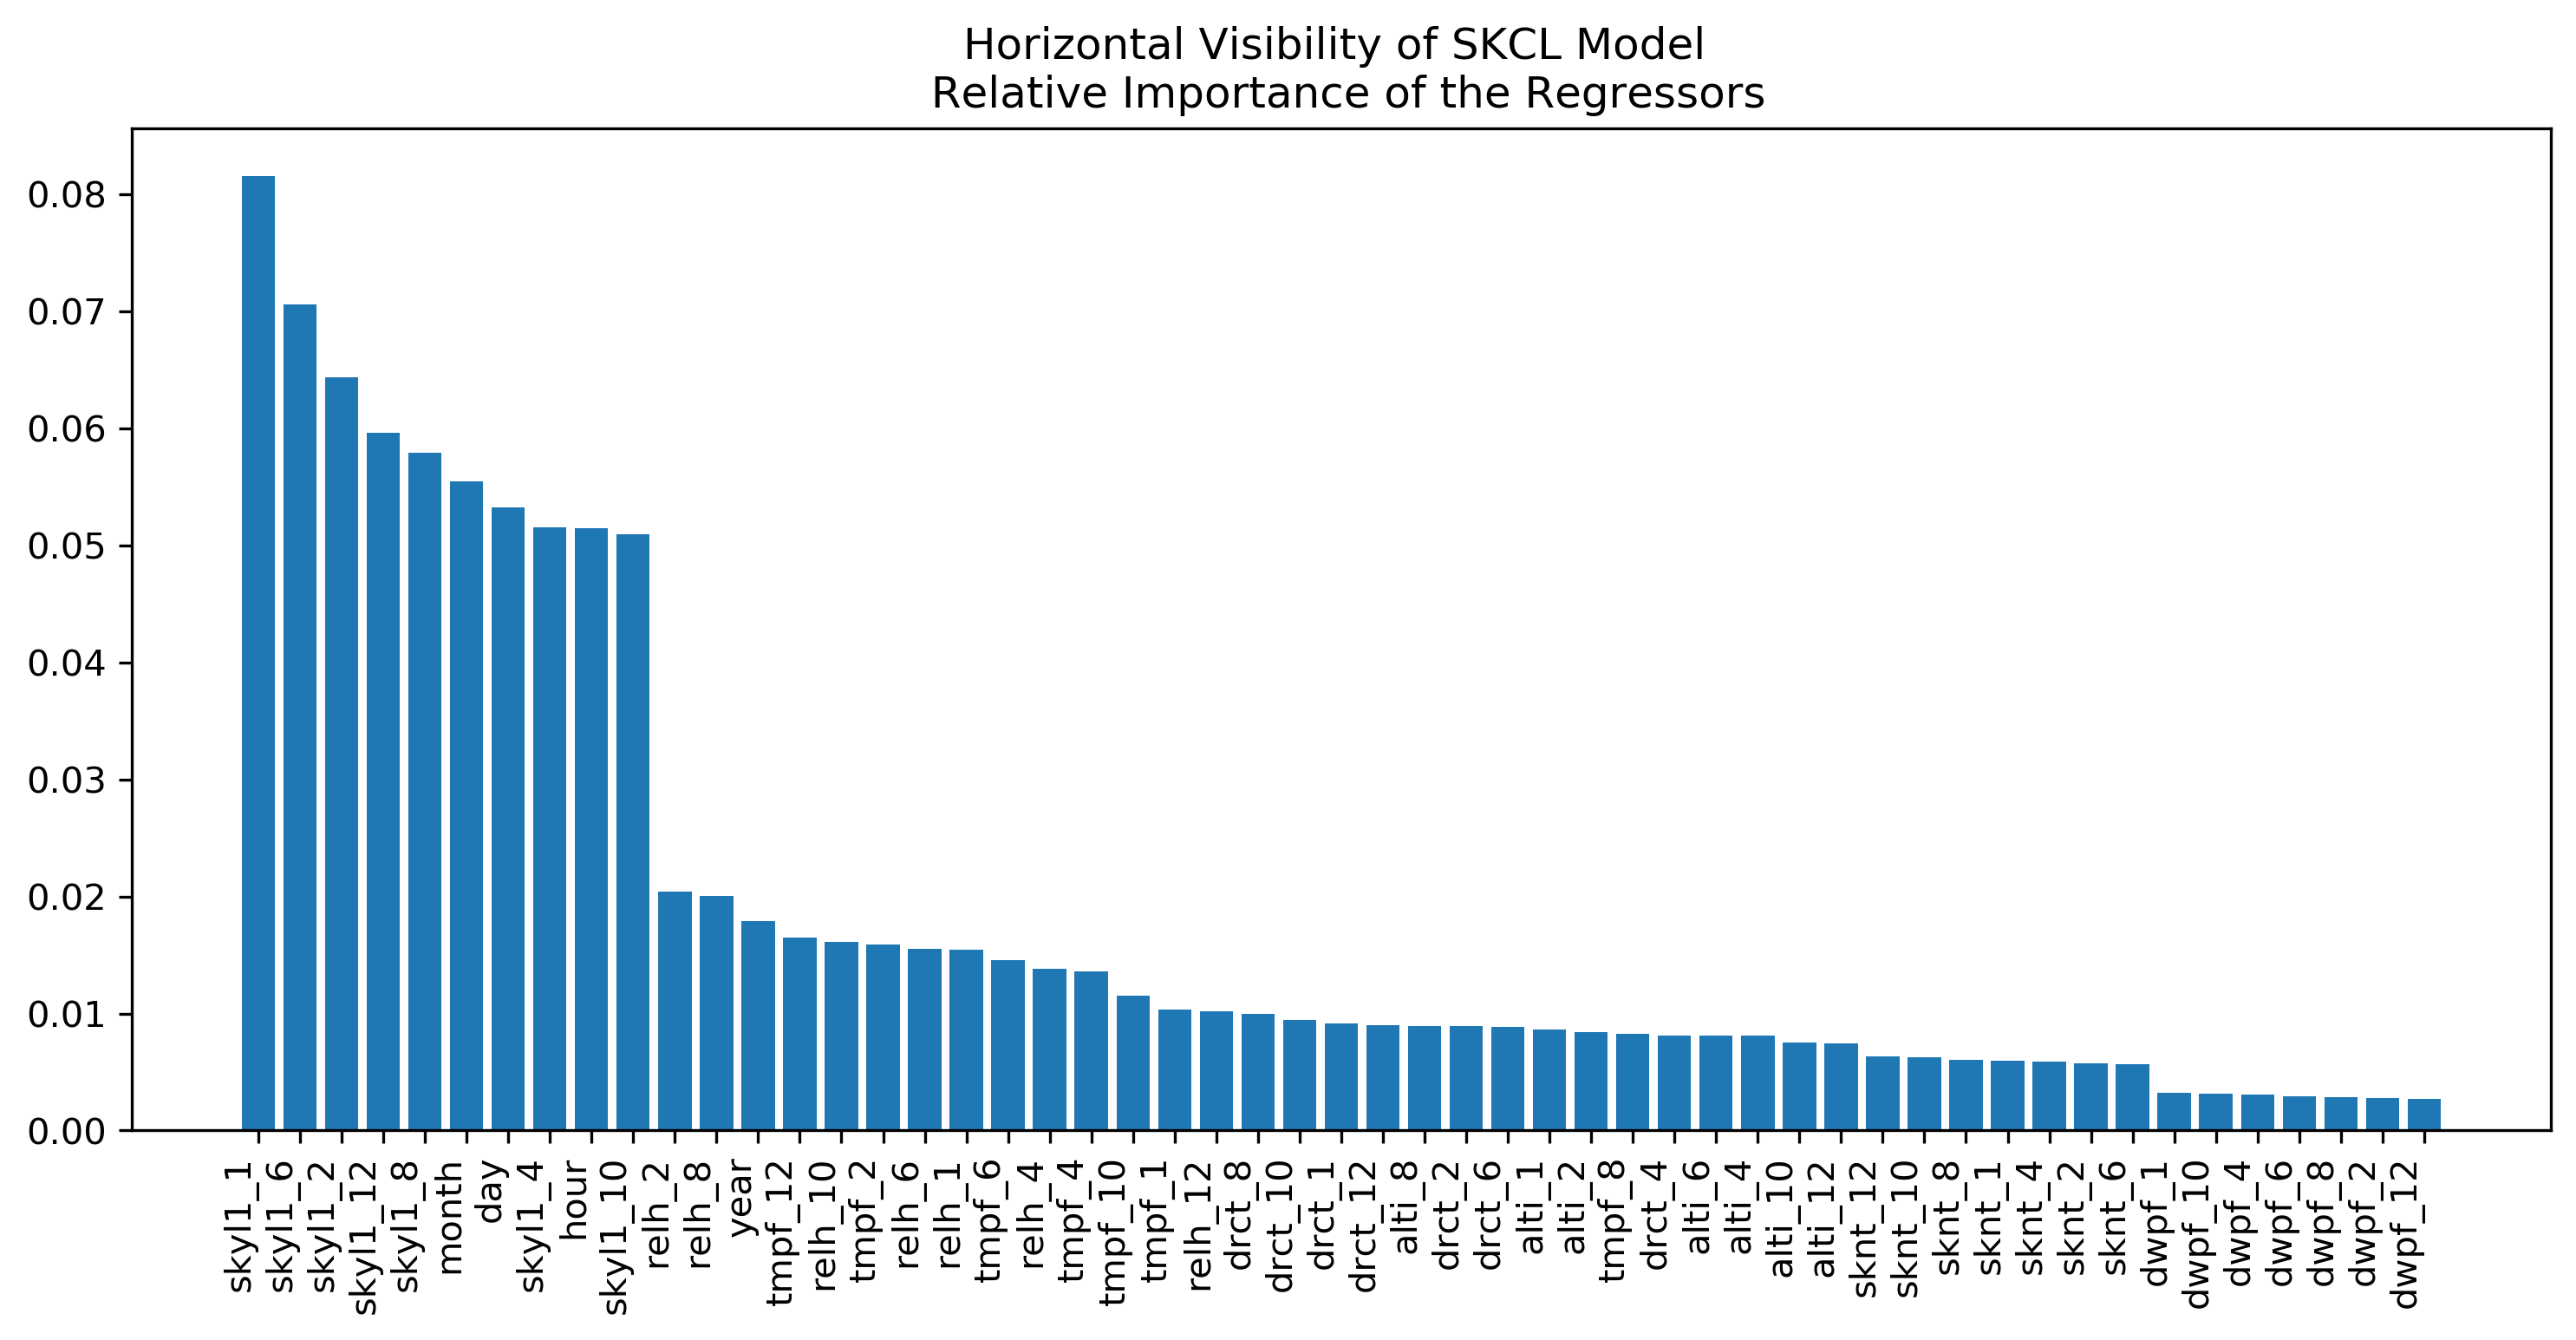 Horizontal Visibility of SKCL Model
Relative Importance of the Regressors
0.08
0.07
0.06
0.05
0.04
0.03
0.02
0.01
0.00
skyl1_1
skyl1_6
skyl1_2
skyl1_12
skyl1_8
month
day
skyl1_4
hour
skyl1_10
relh_2
relh_8
year
tmpf_12
relh_10
tmpf_2
relh_6
relh_1
tmpf_6
relh_4
tmpf_4
tmpf_10
tmpf_1
relh_12
drct_8
drct_10
drct_1
drct_12
alti_8
drct_2
drct_6
alti_1
alti_2
tmpf_8
drct_4
alti_6
alti_4
alti_10
alti_12
sknt_12
sknt_10
sknt_8
sknt_1
sknt_4
sknt_2
sknt_6
dwpf_1
dwpf_10
dwpf_4
dwpf_6
dwpf_8
dwpf_2
dwpf_12